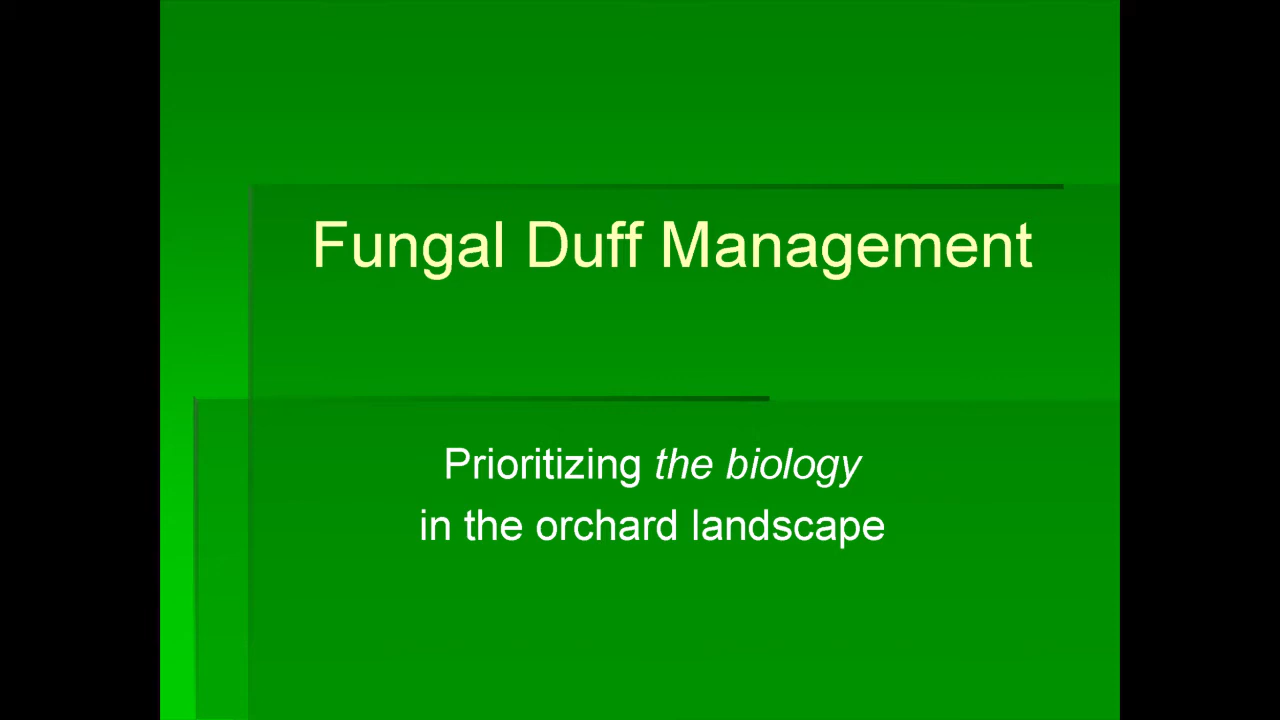 Fungal Duff Management
Prioritizing the biology
in the orchard landscape